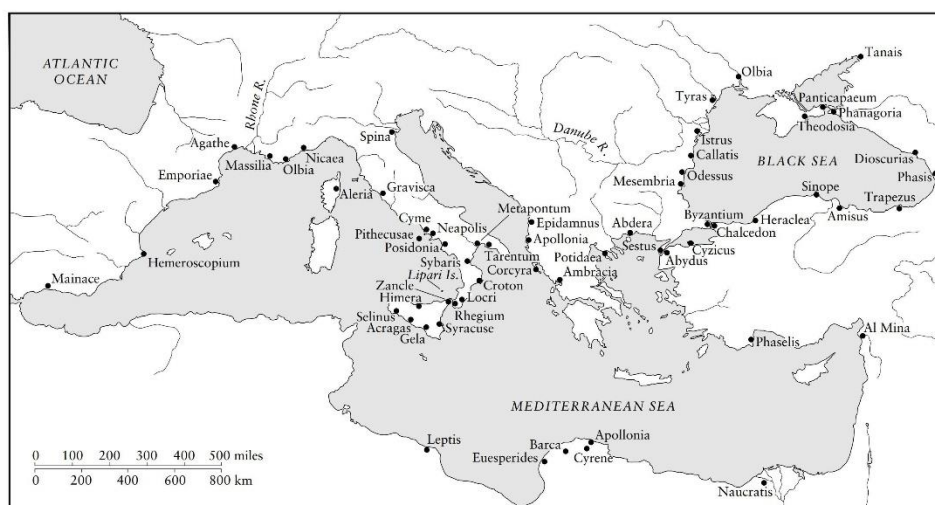 ATLANTIC
OCEAN
Rhone R.
Danube R.
Tanais
Olbia
Tyras
Panticapaeum
Phanagoria
Theodosia
Spina
Istrus
Agathe
Nicaea
Callatis
BLACK SEA
Dioscurias
Massilia
Olbia
Odessus
Emporiae
Aleria
Gravisca
Mesembria
Sinope
Phasis
Metapontum
Trapezus
Cyme
Neapolis
Epidamnus
Abdera
Byzantium
Heraclea
Amisus
Pithecusae
Apollonia
Chalcedon
Posidonia
Sestus
Cyzicus
Hemeroscopium
Sybaris
Tarentum
Potidaea
Abydus
Corcyra
Lipari Is.
Ambracia
Mainace
Zancle
Croton
Himera
Locri
Selinus
Rhegium
Acragas
Syracuse
Gela
Phaselis
Al Mina
MEDITERRANEAN SEA
Leptis
Barca
Apollonia
Euesperides
Cyrene
Naucratis
0 100 200 300 400 500 miles
0 200 400 600 800 km